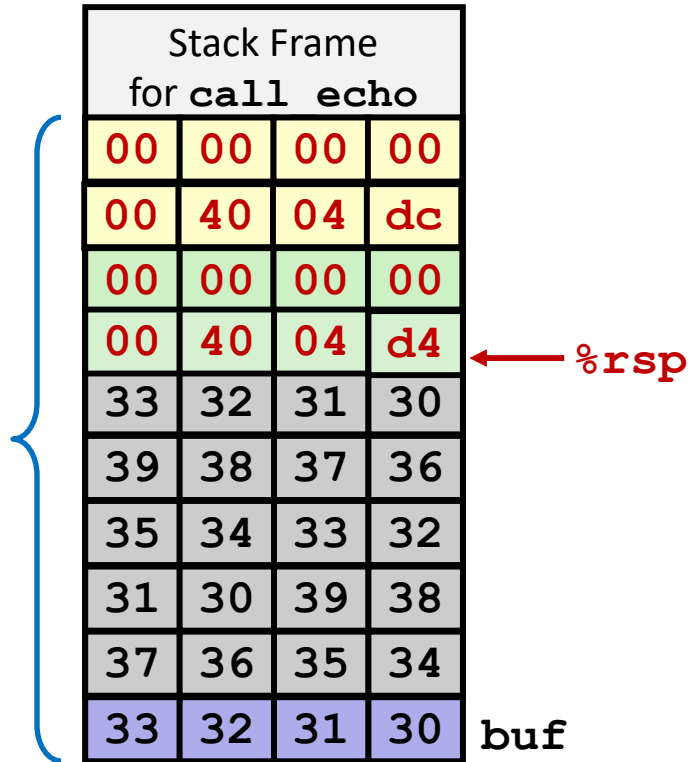 Stack Frame
for call echo
00 00 00 00
00 40 04 dc
00 00 00 00
00 40 04 d4
%rsp
33 32 31 30
39 38 37 36
35 34 33 32
31 30 39 38
37 36 35 34
33 32 31 30
buf